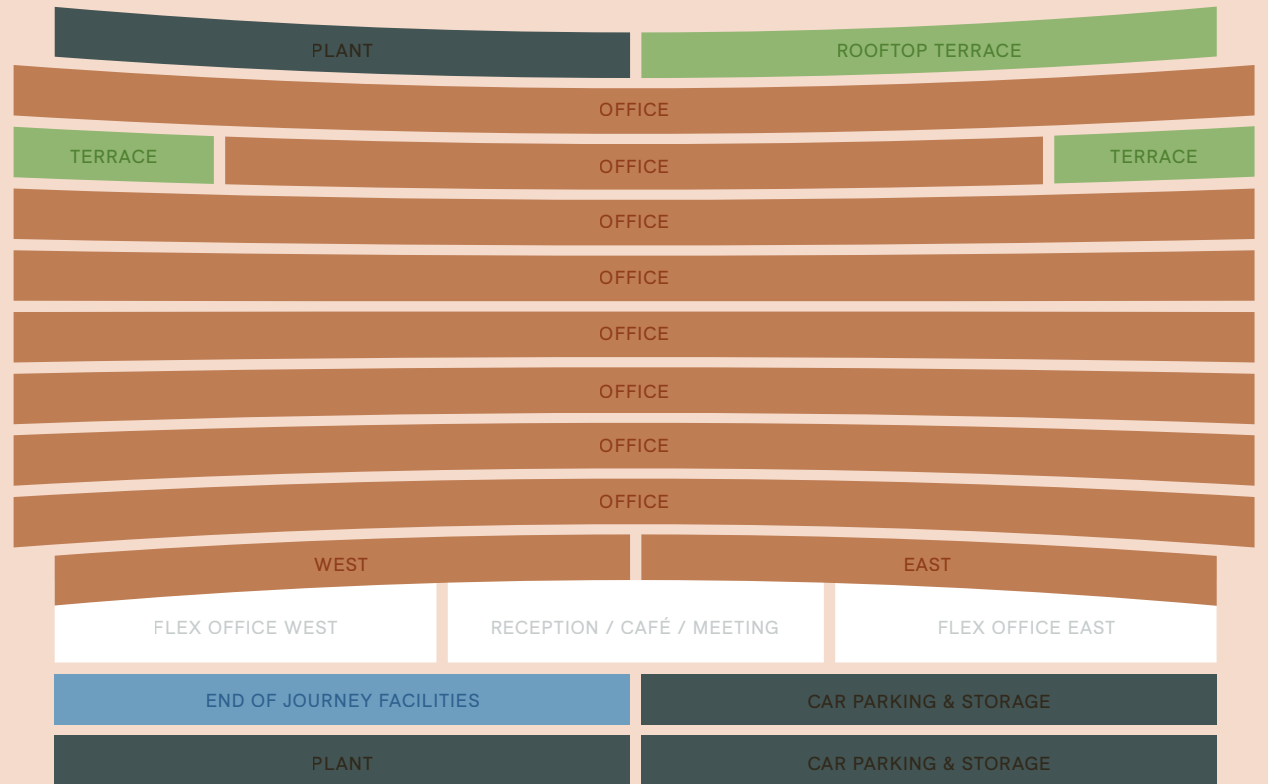 PLANT
ROOFTOP TERRACE
OFFICE
TERRACE
OFFICE
TERRACE
OFFICE
OFFICE
OFFICE
OFFICE
OFFICE
OFFICE
WEST
EAST
FLEX OFFICE WEST
RECEPTION / CAFÉ / MEETING
FLEX OFFICE EAST
END OF JOURNEY FACILITIES
CAR PARKING & STORAGE
PLANT
CAR PARKING & STORAGE